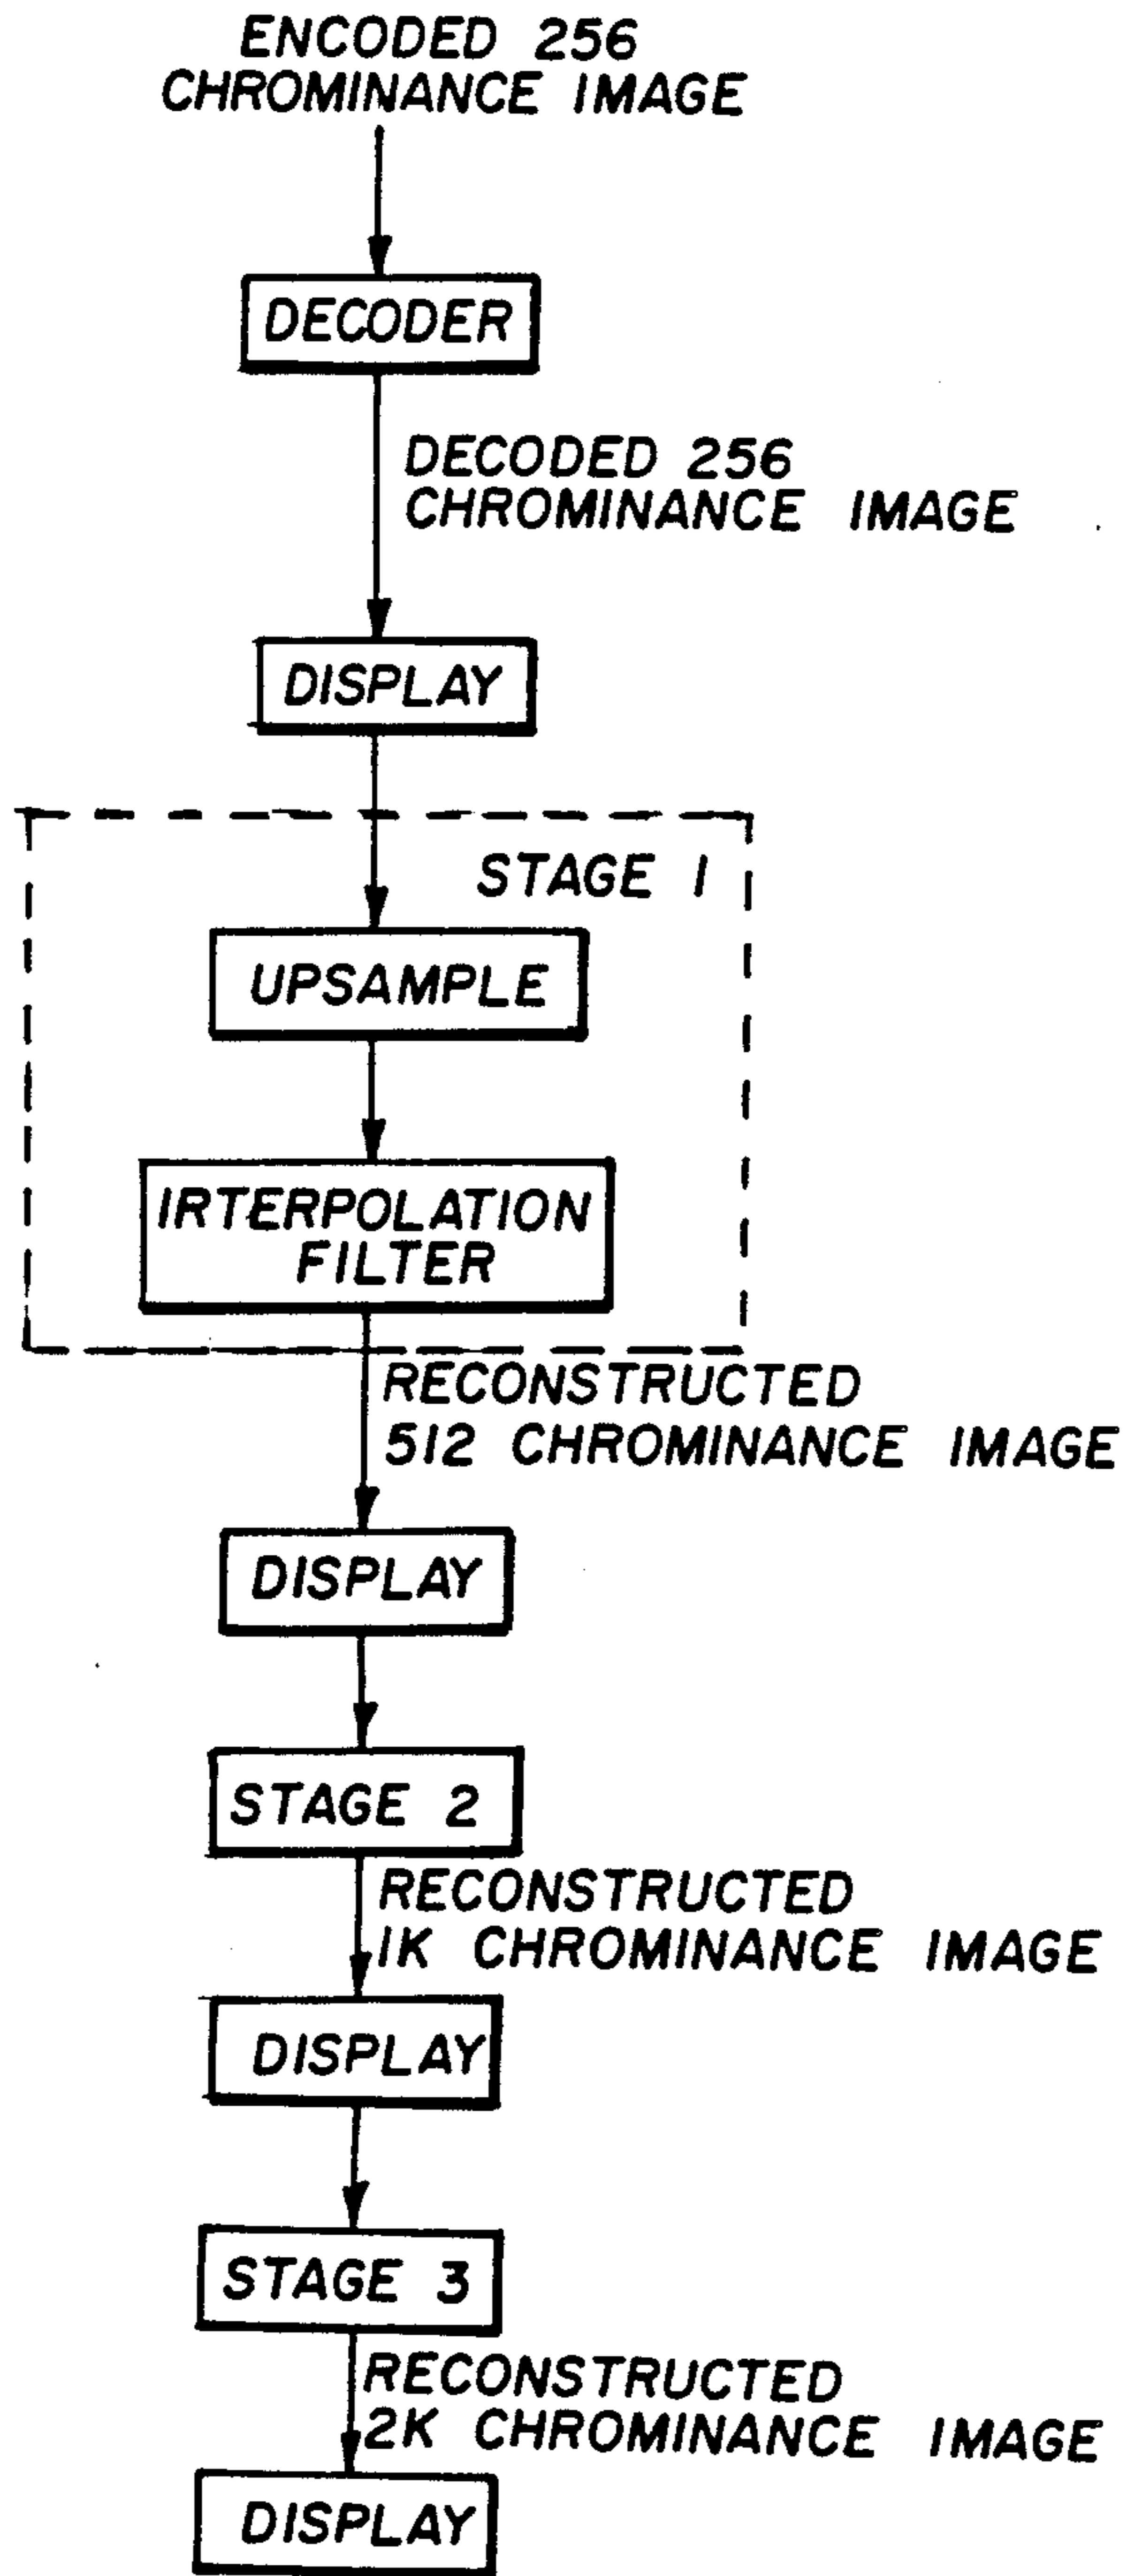 ENCODED 256
CHROMINANCE IMAGE
DECODER
DECODED 256
CHROMINANCE IMAGE
DISPLAY
STAGE 1
UPSAMPLE
IRTERPOLATION
FILTER
RECONSTRUCTED
512 CHROMINANCE IMAGE
DISPLAY
STAGE 2
RECONSTRUCTED
1K CHROMINANCE IMAGE
DISPLAY
STAGE 3
RECONSTRUCTED
2K CHROMINANCE IMAGE
DISPLAY